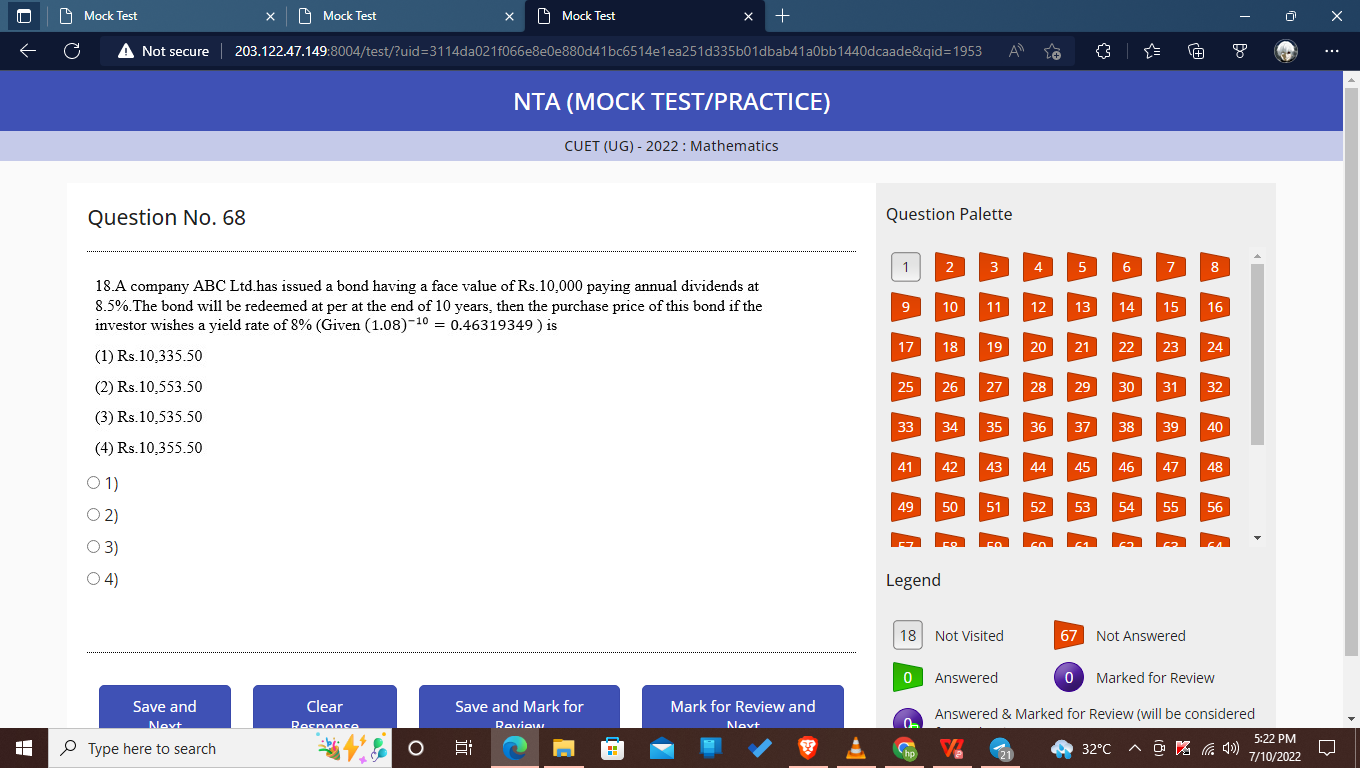 Mock Test
Mock Test
Mock Test
Not secure
203.122.47.149:8004/test/?uid=3114da021f066e8e0e880d41bc6514e1ea251d335b01dbab41a0bb1440dcaade&qid=1953
NTA (MOCK TEST/PRACTICE)
CUET (UG) - 2022 : Mathematics
Question No. 68
18.A company ABC Ltd.has issued a bond having a face value of Rs.10,000 paying annual dividends at
8.5%.The bond will be redeemed at per at the end of 10 years, then the purchase price of this bond if the
investor wishes a yield rate of 8% (Given (1.08)⁻¹⁰ = 0.46319349 ) is
(1) Rs.10,335.50
(2) Rs.10,553.50
(3) Rs.10,535.50
(4) Rs.10,355.50
1)
2)
3)
4)
Save and
Next
Clear
Response
Save and Mark for
Review
Mark for Review and
Next
Question Palette
1 2 3 4 5 6 7 8
9 10 11 12 13 14 15 16
17 18 19 20 21 22 23 24
25 26 27 28 29 30 31 32
33 34 35 36 37 38 39 40
41 42 43 44 45 46 47 48
49 50 51 52 53 54 55 56
57 58 59 60 61 62 63 64
Legend
18 Not Visited
67 Not Answered
0 Answered
0 Marked for Review
0 Answered & Marked for Review (will be considered
Type here to search
hp
21
32°C
5:22 PM
7/10/2022